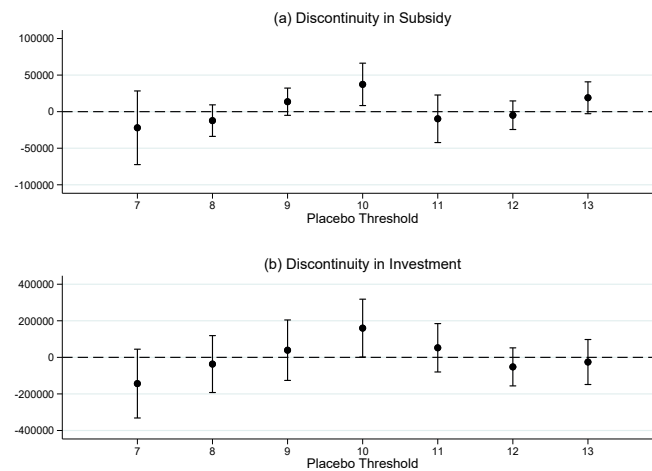 (a) Discontinuity in Subsidy
100000
50000
0
-50000
-100000
7 8 9 10 11 12 13
Placebo Threshold
(b) Discontinuity in Investment
400000
200000
0
-200000
-400000
7 8 9 10 11 12 13
Placebo Threshold